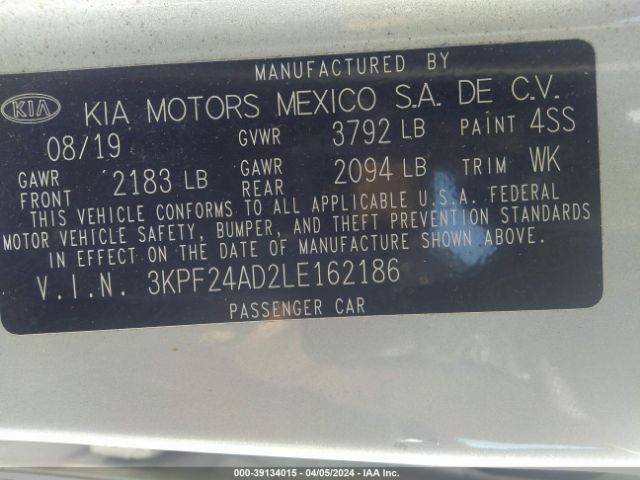 MANUFACTURED BY
KIA KIA MOTORS MEXICO S.A. DE C.V.
08/19 GVWR 3792 LB PAINT 4SS
GAWR FRONT 2183 LB GAWR REAR 2094 LB TRIM WK
THIS VEHICLE CONFORMS TO ALL APPLICABLE U.S.A. FEDERAL
MOTOR VEHICLE SAFETY, BUMPER, AND THEFT PREVENTION STANDARDS
IN EFFECT ON THE DATE OF MANUFACTURE SHOWN ABOVE.
V.I.N. 3KPF24AD2LE162186
PASSENGER CAR
000-39134015 - 04/05/2024 - IAA Inc.